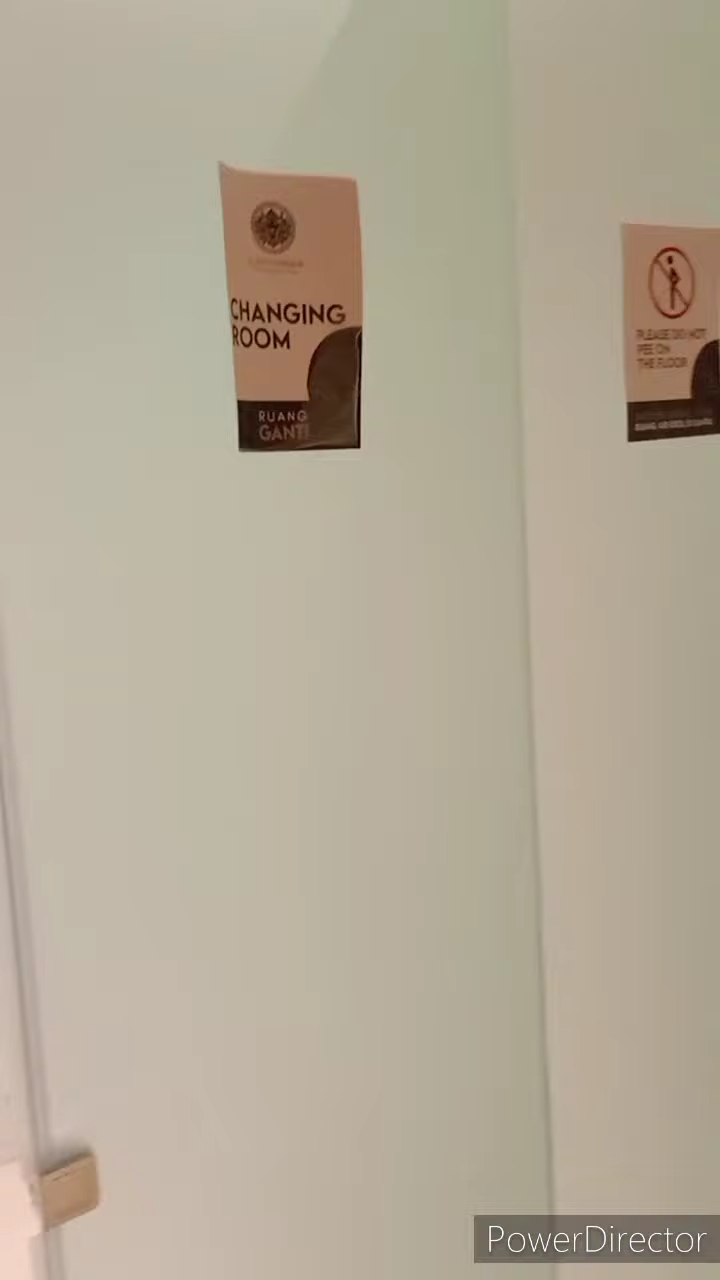 CHANGING
ROOM
RUANG
GANTI
PLEASE DO NOT
PEE ON
THE FLOOR
PowerDirector